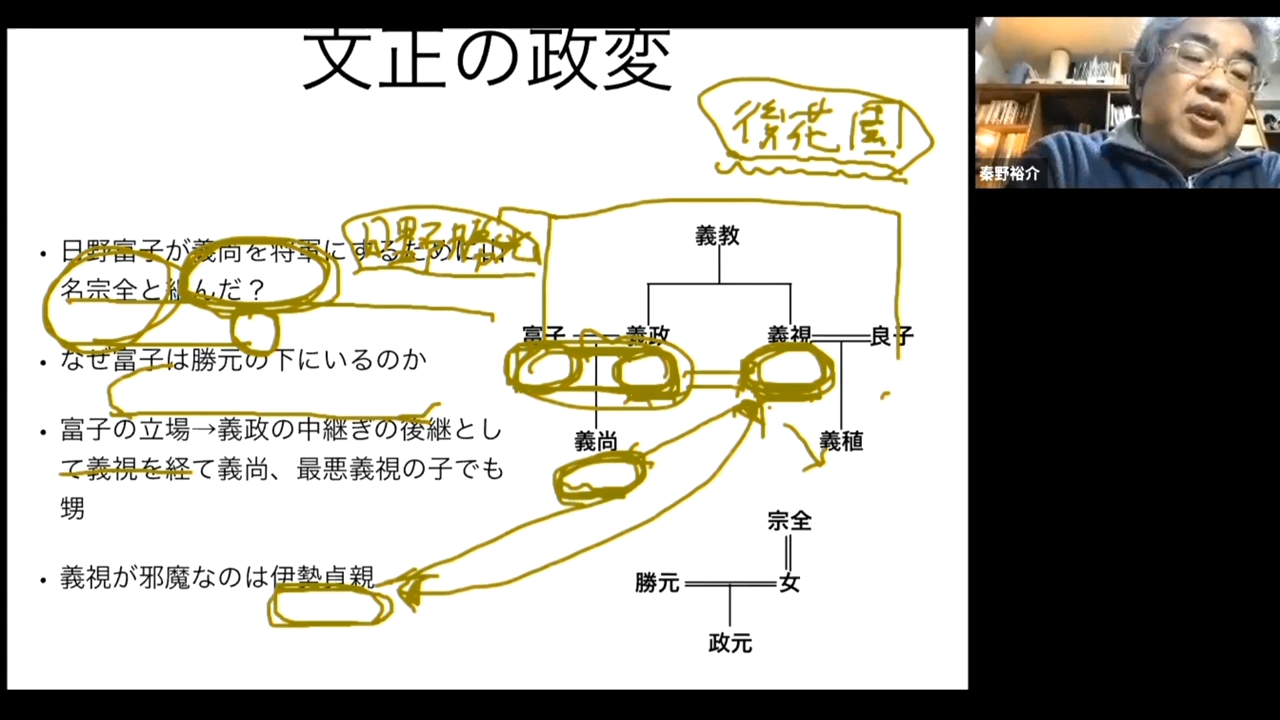 文正の政変
後花園
秦野裕介
・日野富子が義尚を将軍にするために山
名宗全と組んだ?
日野勝光
・なぜ富子は勝元の下にいるのか
・富子の立場→義政の中継ぎの後継とし
て義視を経て義尚、最悪義視の子でも
甥
・義視が邪魔なのは伊勢貞親
義教
富子 義政 義視 良子
義尚 義稙
宗全
勝元 女
政元